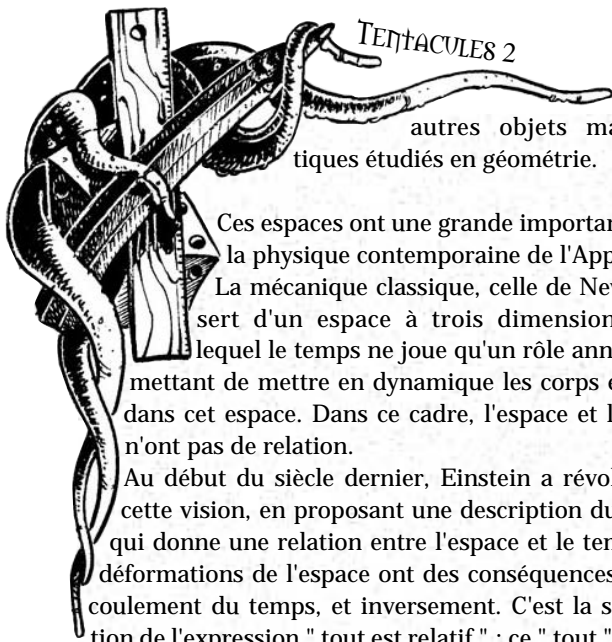 TENTACULES 2
autres objets ma
tiques étudiés en géométrie.
Ces espaces ont une grande importan
la physique contemporaine de l'App
La mécanique classique, celle de Ne
sert d'un espace à trois dimension
lequel le temps ne joue qu'un rôle ann
mettant de mettre en dynamique les corps e
dans cet espace. Dans ce cadre, l'espace et l
n'ont pas de relation.
Au début du siècle dernier, Einstein a révol
cette vision, en proposant une description du
qui donne une relation entre l'espace et le ten
déformations de l'espace ont des conséquences
coulement du temps, et inversement. C'est la s
tion de l'expression " tout est relatif " : ce " tout "